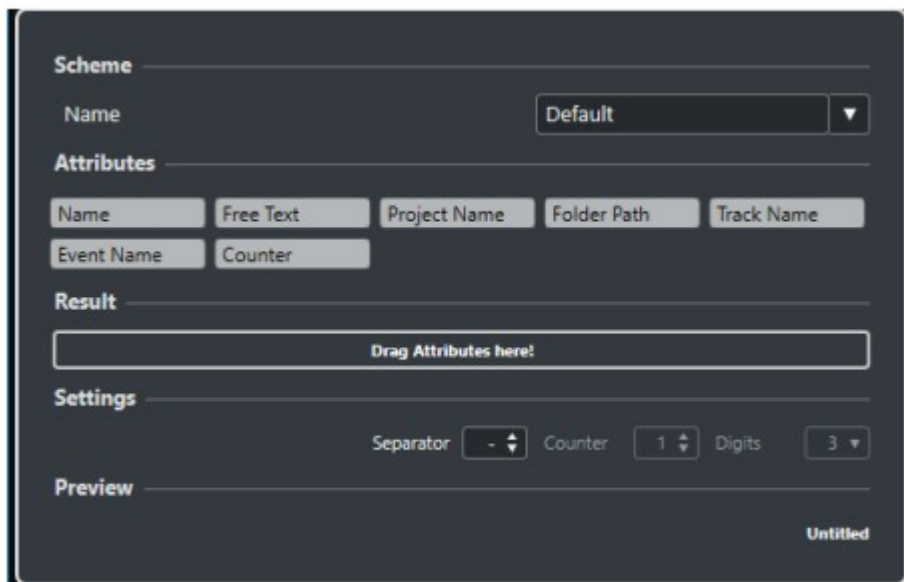 Scheme
Name Default
Attributes
Name Free Text Project Name Folder Path Track Name
Event Name Counter
Result
Drag Attributes here!
Settings
Separator - Counter 1 Digits 3
Preview
Untitled